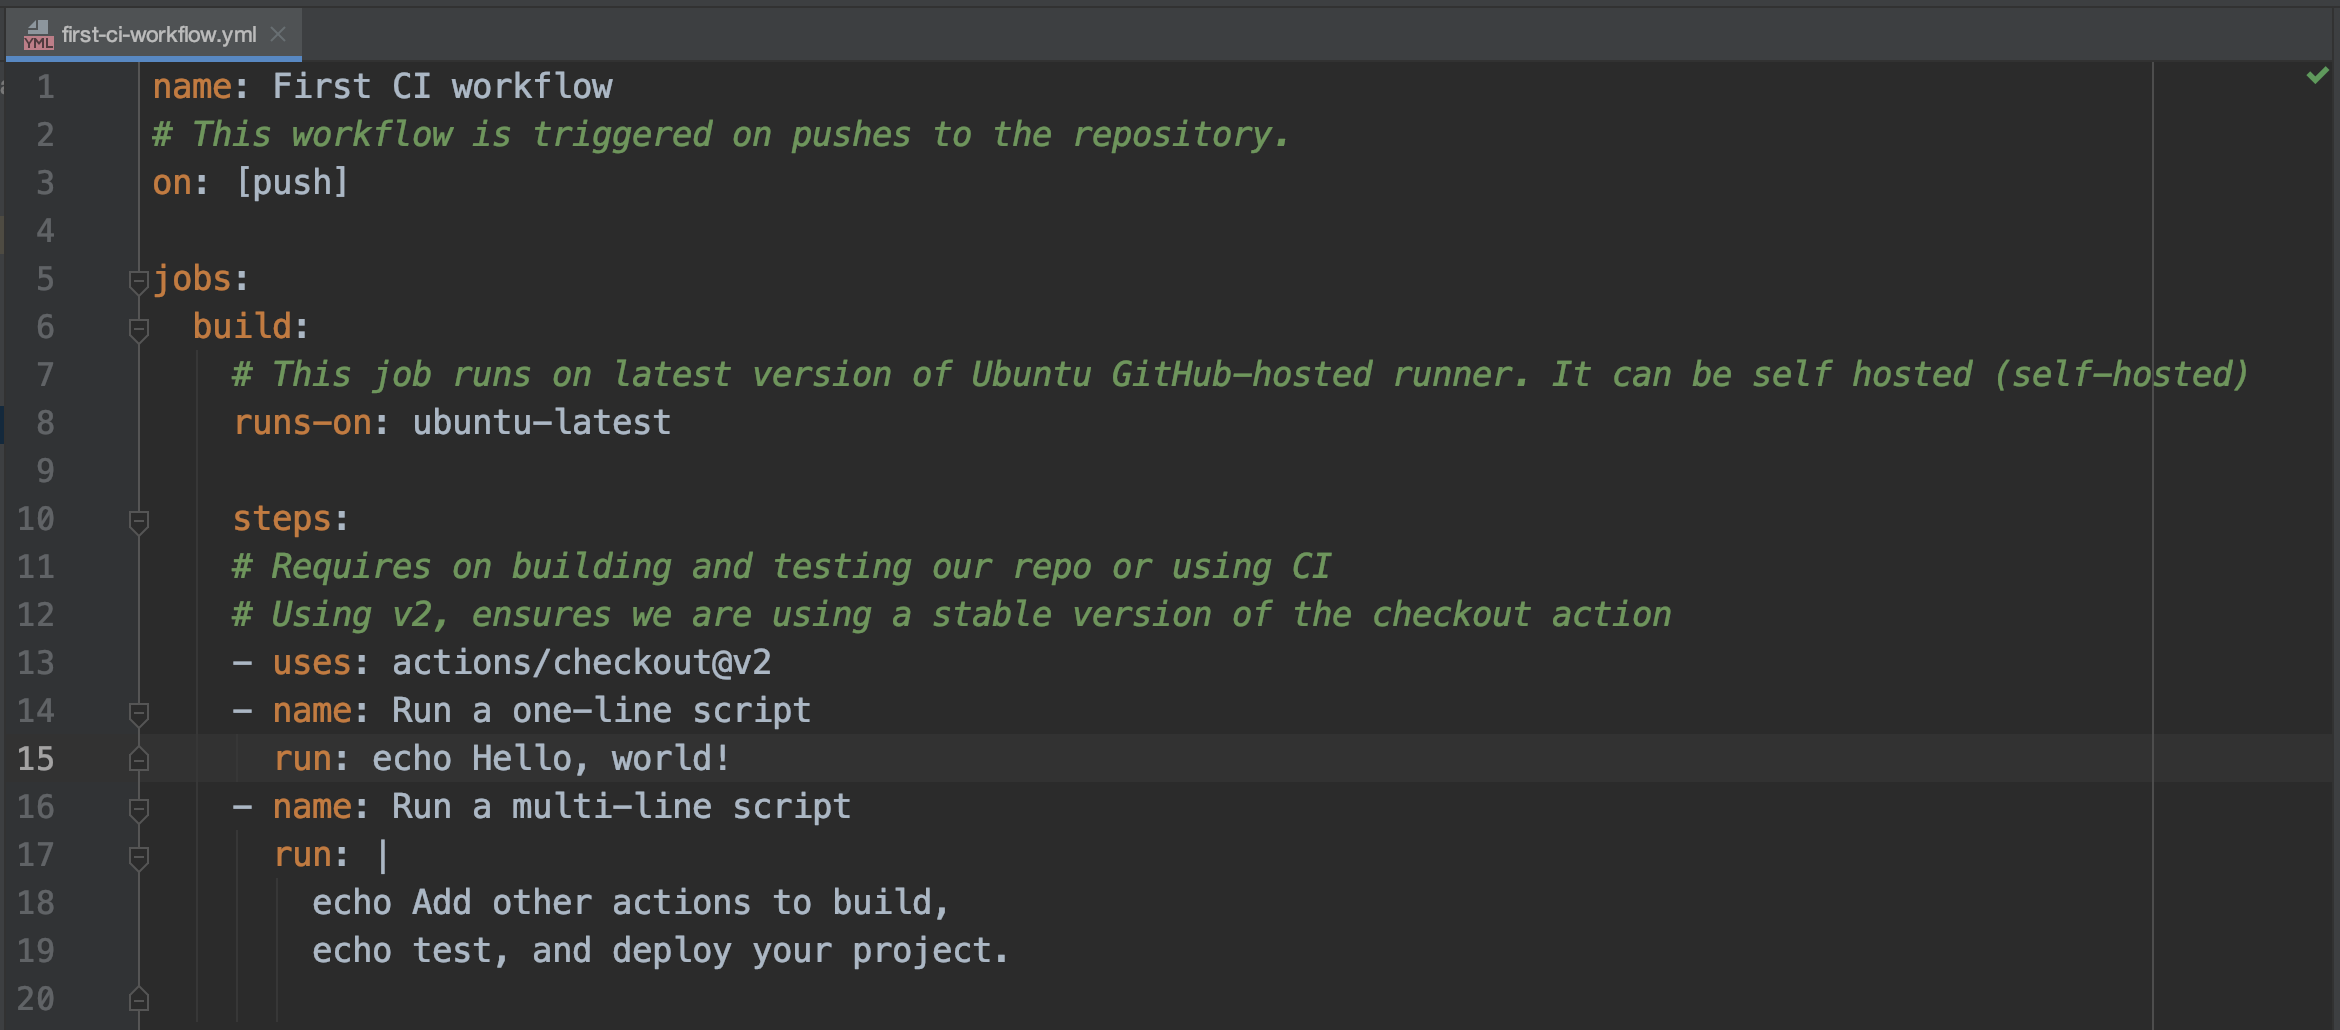 YML first-ci-workflow.yml
1 name: First CI workflow
2 # This workflow is triggered on pushes to the repository.
3 on: [push]
4
5 jobs:
6   build:
7     # This job runs on latest version of Ubuntu GitHub-hosted runner. It can be self hosted (self-hosted)
8     runs-on: ubuntu-latest
9
10     steps:
11     # Requires on building and testing our repo or using CI
12     # Using v2, ensures we are using a stable version of the checkout action
13     - uses: actions/checkout@v2
14     - name: Run a one-line script
15       run: echo Hello, world!
16     - name: Run a multi-line script
17       run: |
18         echo Add other actions to build,
19         echo test, and deploy your project.
20